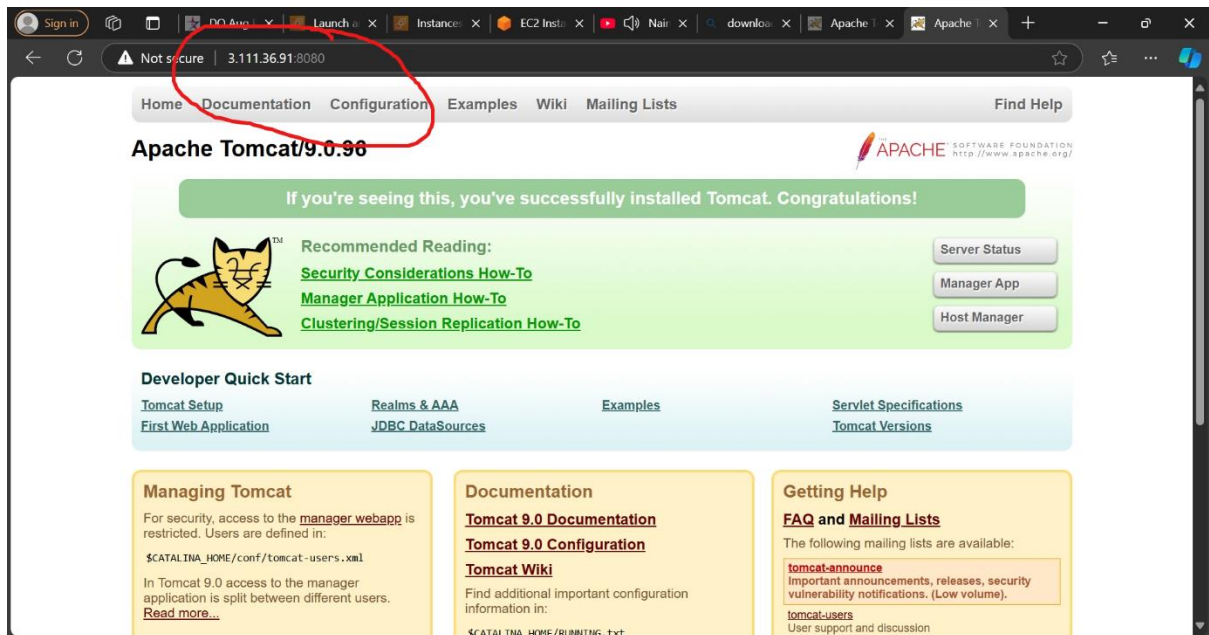 Sign in
DO Aug
Launch a
Instances
EC2 Insta
Nair
downloa
Apache T
Apache T
Not secure 3.111.36.91:8080
Home Documentation Configuration Examples Wiki Mailing Lists Find Help
Apache Tomcat/9.0.96
THE APACHE SOFTWARE FOUNDATION
http://www.apache.org/
If you're seeing this, you've successfully installed Tomcat. Congratulations!
TM
Recommended Reading:
Security Considerations How-To
Manager Application How-To
Clustering/Session Replication How-To
Server Status
Manager App
Host Manager
Developer Quick Start
Tomcat Setup Realms & AAA Examples Servlet Specifications
First Web Application JDBC DataSources Tomcat Versions
Managing Tomcat
For security, access to the manager webapp is
restricted. Users are defined in:
$CATALINA_HOME/conf/tomcat-users.xml
In Tomcat 9.0 access to the manager
application is split between different users.
Read more...
Documentation
Tomcat 9.0 Documentation
Tomcat 9.0 Configuration
Tomcat Wiki
Find additional important configuration
information in:
$CATALINA_HOME/RUNNING.txt
Getting Help
FAQ and Mailing Lists
The following mailing lists are available:
tomcat-announce
Important announcements, releases, security
vulnerability notifications. (Low volume).
tomcat-users
User support and discussion